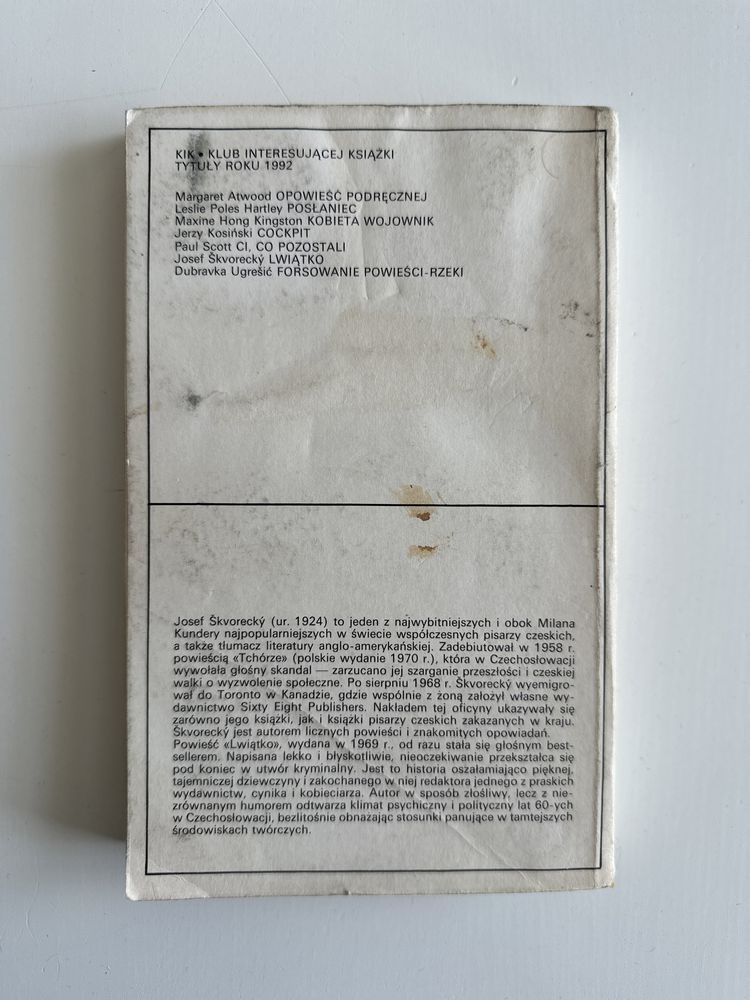 KIK • KLUB INTERESUJĄCEJ KSIĄŻKI
TYTUŁY ROKU 1992
Margaret Atwood OPOWIEŚĆ PODRĘCZNEJ
Leslie Poles Hartley POSŁANIEC
Maxine Hong Kingston KOBIETA WOJOWNIK
Jerzy Kosiński COCKPIT
Paul Scott CI, CO POZOSTALI
Josef Škvorecký LWIĄTKO
Dubravka Ugrešić FORSOWANIE POWIEŚCI-RZEKI
Josef Škvorecký (ur. 1924) to jeden z najwybitniejszych i obok Milana
Kundery najpopularniejszych w świecie współczesnych pisarzy czeskich,
a także tłumacz literatury anglo-amerykańskiej. Zadebiutował w 1958 r.
powieścią «Tchórze» (polskie wydanie 1970 r.), która w Czechosłowacji
wywołała głośny skandal — zarzucano jej szarganie przeszłości i czeskiej
walki o wyzwolenie społeczne. Po sierpniu 1968 r. Škvorecký wyemigro-
wał do Toronto w Kanadzie, gdzie wspólnie z żoną założył własne wy-
dawnictwo Sixty Eight Publishers. Nakładem tej oficyny ukazywały się
zarówno jego książki, jak i książki pisarzy czeskich zakazanych w kraju.
Škvorecký jest autorem licznych powieści i znakomitych opowiadań.
Powieść «Lwiątko», wydana w 1969 r., od razu stała się głośnym best-
sellerem. Napisana lekko i błyskotliwie, nieoczekiwanie przekształca się
pod koniec w utwór kryminalny. Jest to historia oszałamiająco pięknej,
tajemniczej dziewczyny i zakochanego w niej redaktora jednego z praskich
wydawnictw, cynika i kobieciarza. Autor w sposób złośliwy, lecz z nie-
zrównanym humorem odtwarza klimat psychiczny i polityczny lat 60-ych
w Czechosłowacji, bezlitośnie obnażając stosunki panujące w tamtejszych
środowiskach twórczych.